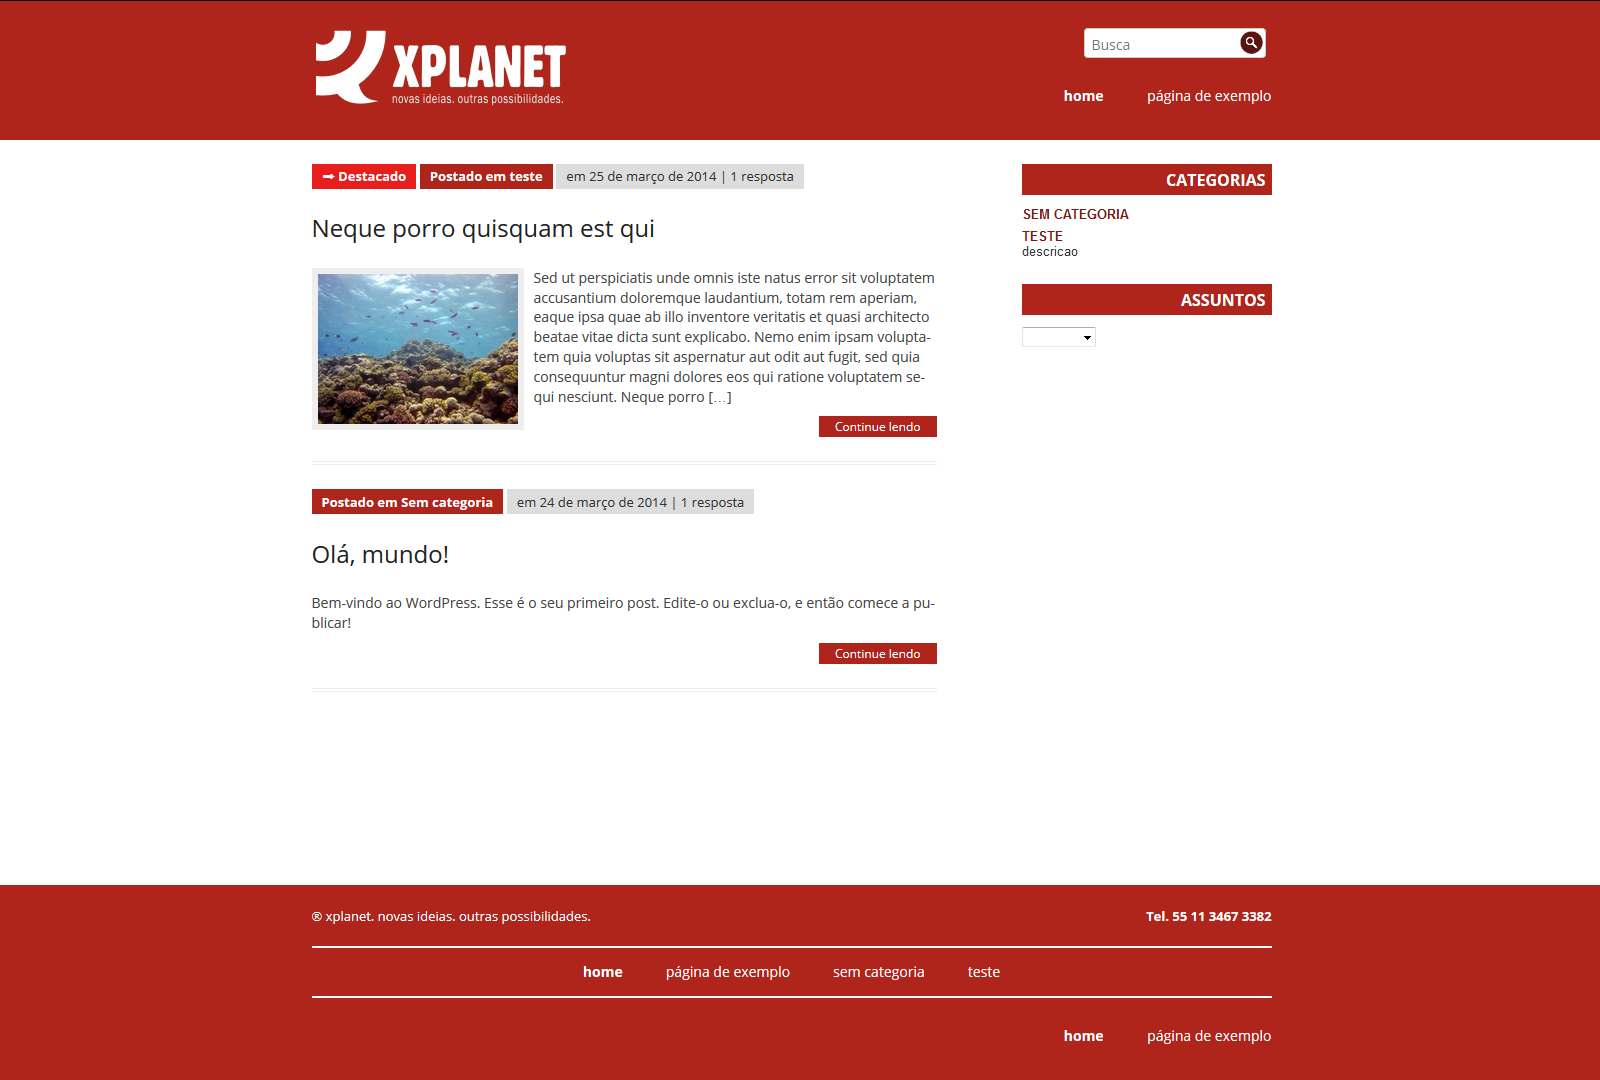 XPLANET
novas ideias. outras possibilidades.
Busca
home página de exemplo
➞ Destacado Postado em teste em 25 de março de 2014 | 1 resposta
Neque porro quisquam est qui
Sed ut perspiciatis unde omnis iste natus error sit voluptatem
accusantium doloremque laudantium, totam rem aperiam,
eaque ipsa quae ab illo inventore veritatis et quasi architecto
beatae vitae dicta sunt explicabo. Nemo enim ipsam volupta-
tem quia voluptas sit aspernatur aut odit aut fugit, sed quia
consequuntur magni dolores eos qui ratione voluptatem se-
qui nesciunt. Neque porro […]
Continue lendo
Postado em Sem categoria em 24 de março de 2014 | 1 resposta
Olá, mundo!
Bem-vindo ao WordPress. Esse é o seu primeiro post. Edite-o ou exclua-o, e então comece a pu-
blicar!
Continue lendo
CATEGORIAS
SEM CATEGORIA
TESTE
descricao
ASSUNTOS
® xplanet. novas ideias. outras possibilidades.
Tel. 55 11 3467 3382
home página de exemplo sem categoria teste
home página de exemplo